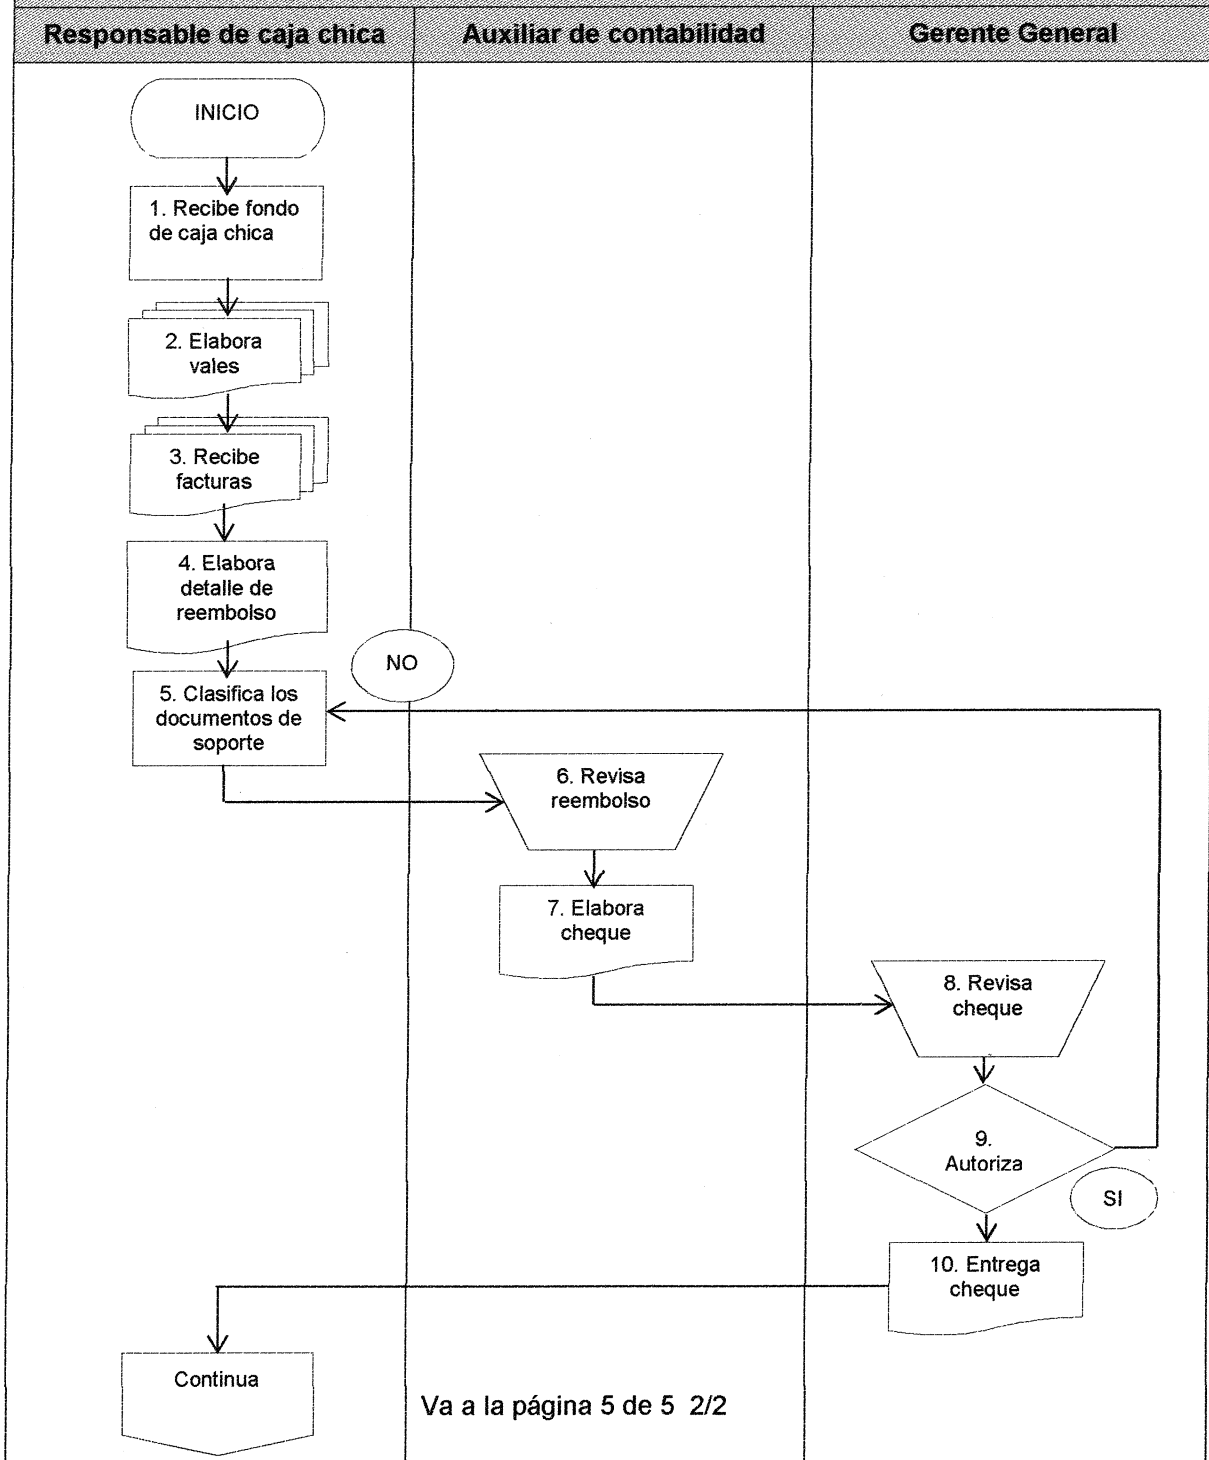 Responsable de caja chica
Auxiliar de contabilidad
Gerente General
INICIO
1. Recibe fondo
de caja chica
2. Elabora
vales
3. Recibe
facturas
4. Elabora
detalle de
reembolso
NO
5. Clasifica los
documentos de
soporte
6. Revisa
reembolso
7. Elabora
cheque
8. Revisa
cheque
9.
Autoriza
SI
10. Entrega
cheque
Continua
Va a la página 5 de 5 2/2